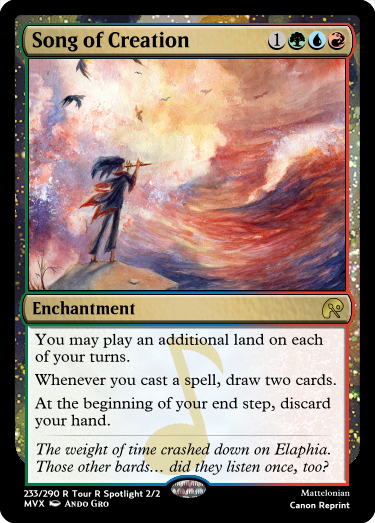 Song of Creation 1
Enchantment
You may play an additional land on each
of your turns.
Whenever you cast a spell, draw two cards.
At the beginning of your end step, discard
your hand.
The weight of time crashed down on Elaphia.
Those other bards… did they listen once, too?
233/290 R Tour R Spotlight 2/2
Mattelonian
MVX Ando Gro
Canon Reprint